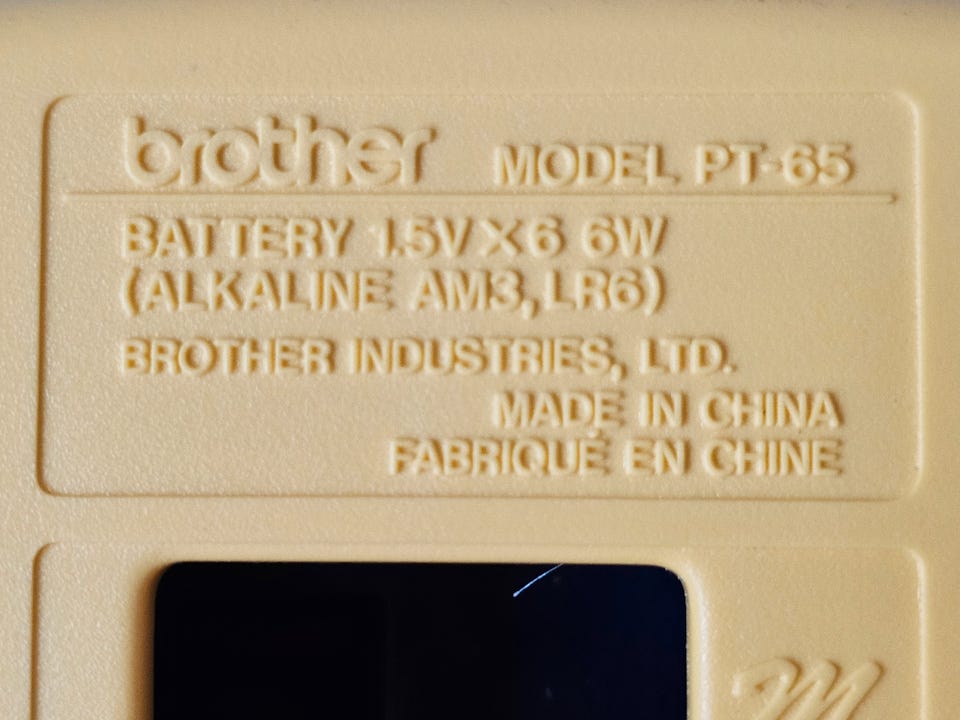 brother MODEL PT-65
BATTERY 1.5V X 6 6W
(ALKALINE AM3, LR6)
BROTHER INDUSTRIES, LTD.
MADE IN CHINA
FABRIQUÉ EN CHINE
M